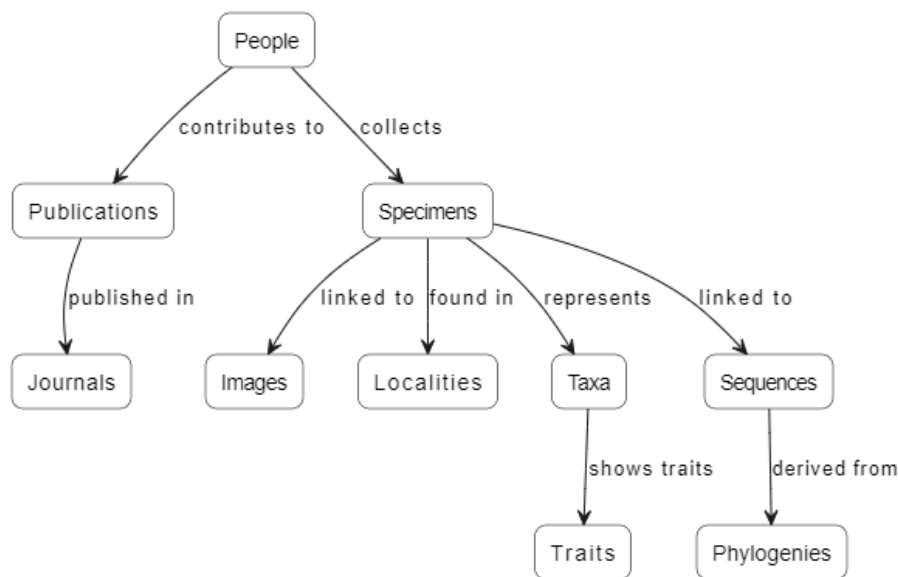 People
contributes to
collects
Publications
Specimens
published in
linked to
found in
represents
linked to
Journals
Images
Localities
Taxa
Sequences
shows traits
derived from
Traits
Phylogenies